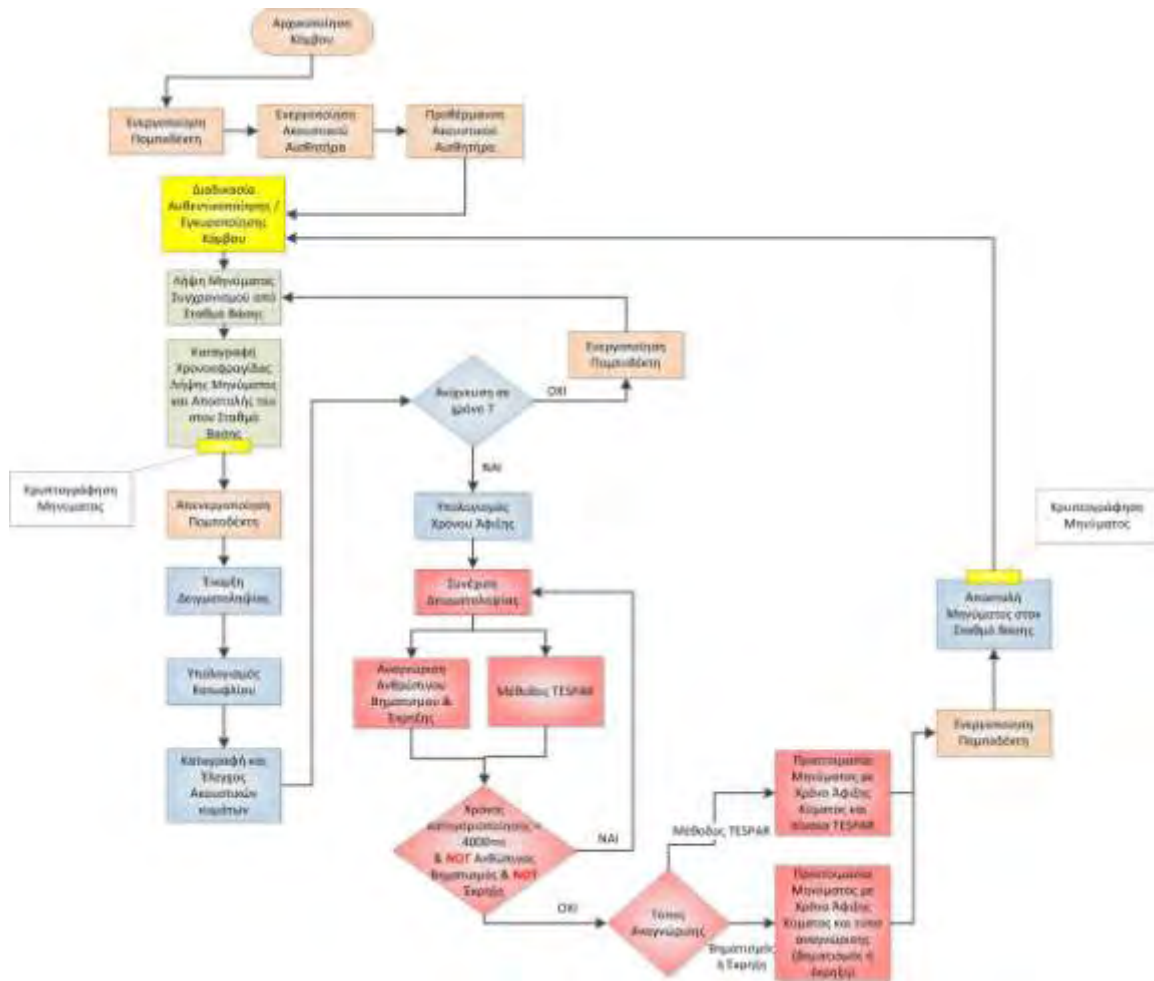 Αρχικοποίηση
Κόμβου
Ενεργοποίηση
Πομποδέκτη
Ενεργοποίηση
Ακουστικού
Αισθητήρα
Προθέρμανση
Ακουστικού
Αισθητήρα
Διαδικασία
Αυθεντικοποίησης /
Εγκυροποίησης
Κόμβου
Λήψη Μηνύματος
Συγχρονισμού από
Σταθμό Βάσης
Καταγραφή
Χρονοσφραγίδας
Λήψης Μηνύματος
και Αποστολής του
στον Σταθμό
Βάσης
Κρυπτογράφηση
Μηνύματος
Απενεργοποίηση
Πομποδέκτη
Έναρξη
Δειγματοληψίας
Υπολογισμός
Κατωφλίου
Καταγραφή και
Έλεγχος
Ακουστικών
κυμάτων
Ανίχνευση σε
χρόνο T
ΟΧΙ
Ενεργοποίηση
Πομποδέκτη
ΝΑΙ
Υπολογισμός
Χρόνου Άφιξης
Συνέχιση
Δειγματοληψίας
Αναγνώριση
Ανθρώπινου
Βηματισμού &
Έκρηξης
Μέθοδος TESPAR
Χρόνος
κατηγοριοποίησης
4000ms
& NOT Ανθώπινος
Βηματισμός & NOT
Έκρηξη
ΝΑΙ
ΟΧΙ
Τύπος
Αναγνώρισης
Μέθοδος TESPAR
Βηματισμός
ή Έκρηξη
Προετοιμασία
Μηνύματος με
Χρόνο Άφιξης
Κύματος και
πίνακα TESPAR
Προετοιμασία
Μηνύματος με
Χρόνο Άφιξης
Κύματος και τύπο
αναγνώρισης
(βηματισμός ή
έκρηξη)
Ενεργοποίηση
Πομποδέκτη
Αποστολή
Μηνύματος στον
Σταθμό Βάσης
Κρυπτογράφηση
Μηνύματος